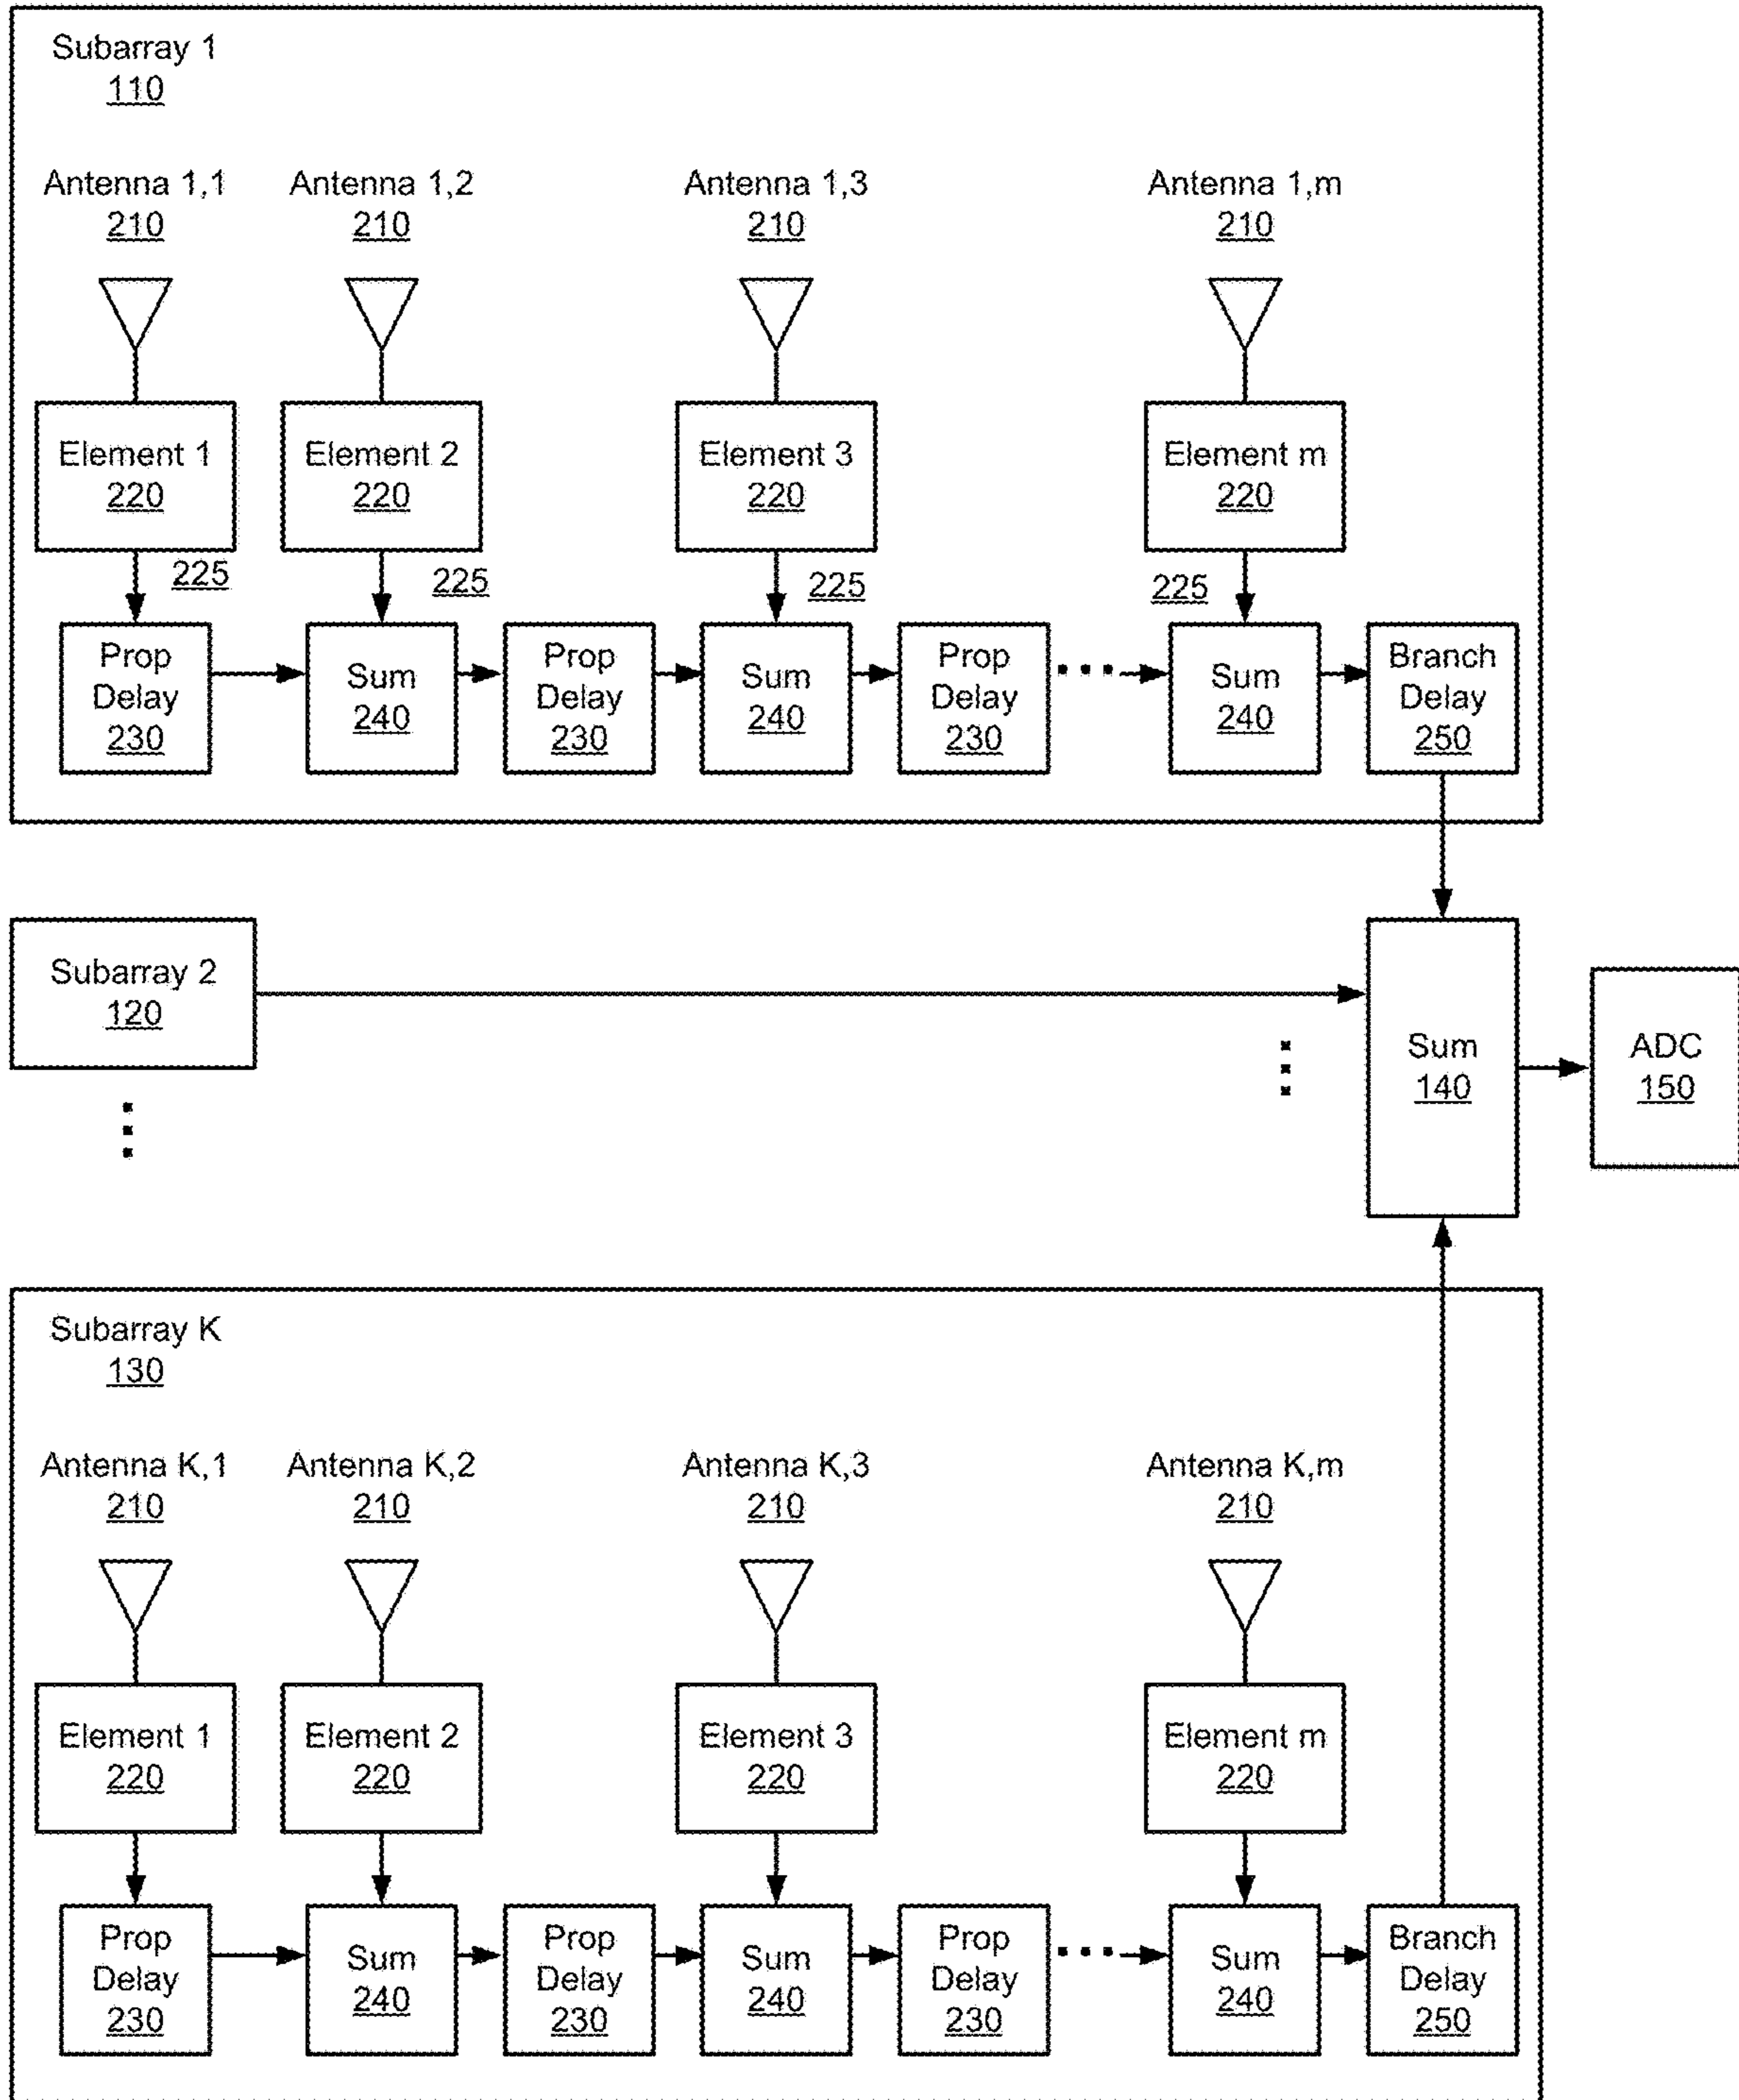 Subarray 1
110
Antenna 1,1 Antenna 1,2 Antenna 1,3 Antenna 1,m
210 210 210 210
Element 1 Element 2 Element 3 Element m
220 220 220 220
225 225 225 225
Prop Delay 230
Sum 240
Prop Delay 230
Sum 240
Prop Delay 230
Sum 240
Branch Delay 250
Subarray 2
120
Sum
140
ADC
150
Subarray K
130
Antenna K,1 Antenna K,2 Antenna K,3 Antenna K,m
210 210 210 210
Element 1 Element 2 Element 3 Element m
220 220 220 220
Prop Delay 230
Sum 240
Prop Delay 230
Sum 240
Prop Delay 230
Sum 240
Branch Delay 250